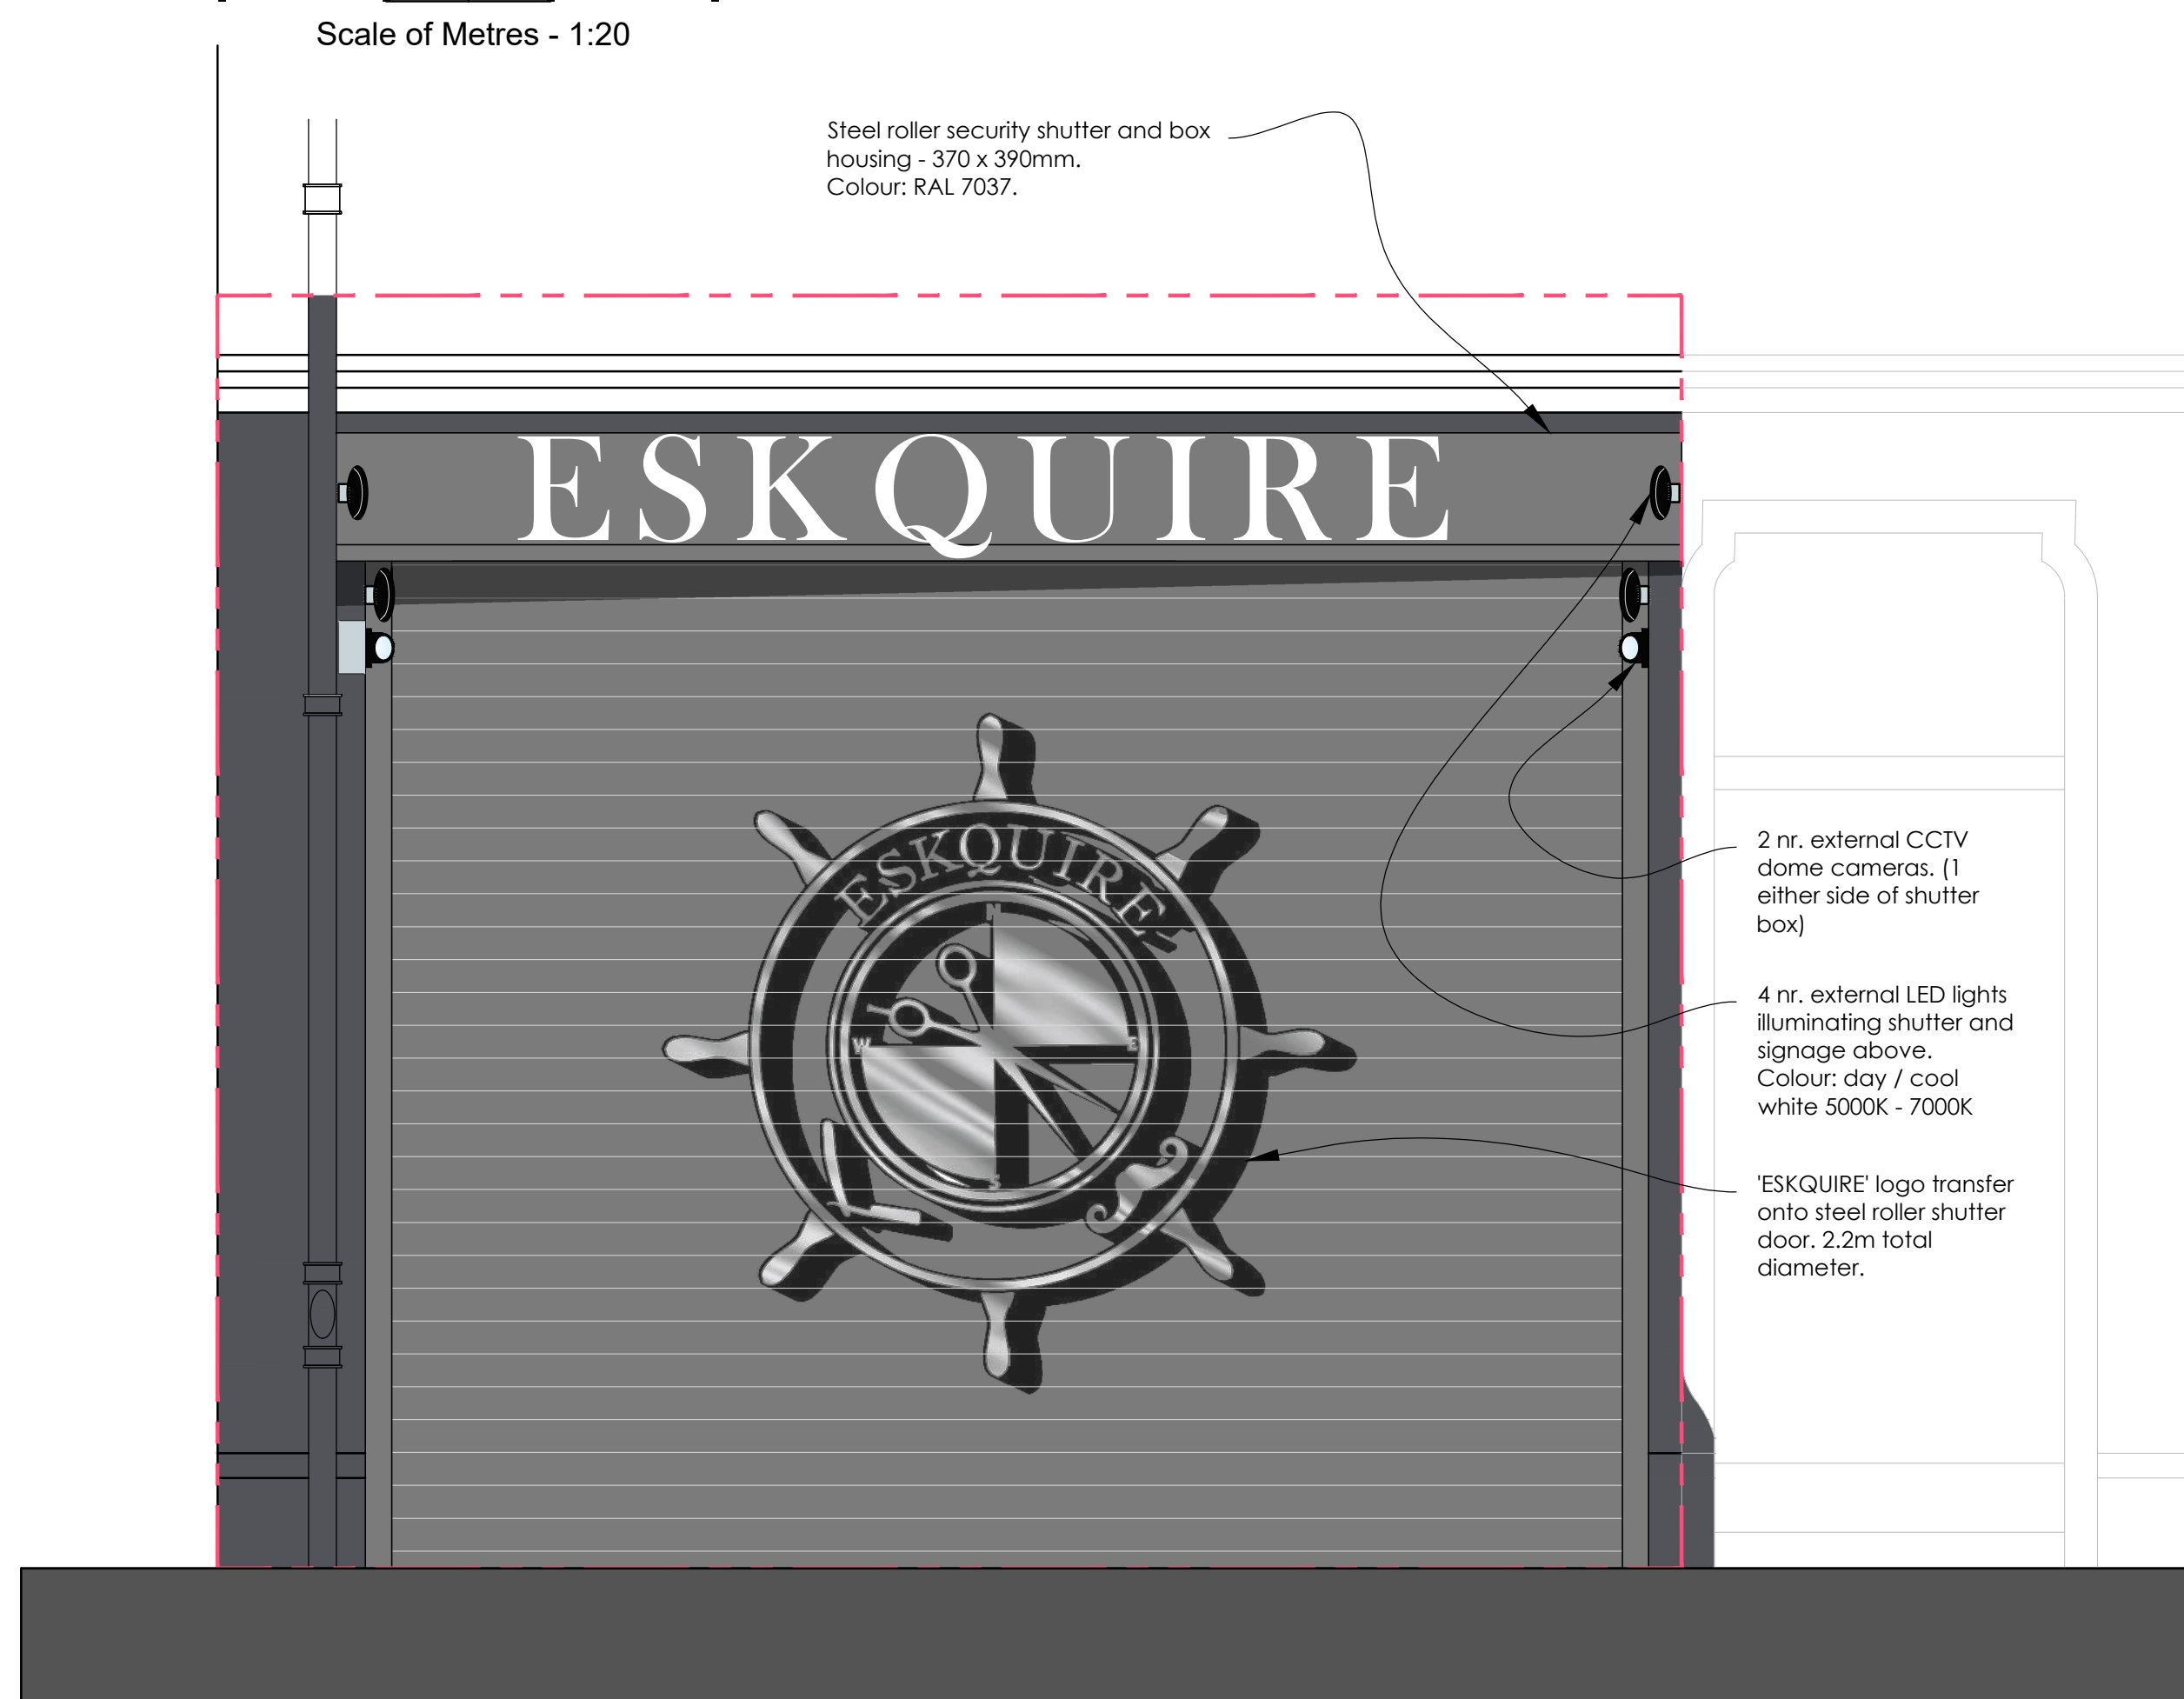 Scale of Metres - 1:20
Steel roller security shutter and box
housing - 370 x 390mm.
Colour: RAL 7037.
ESKQUIRE
ESKQUIRE
N
W
E
S
2 nr. external CCTV
dome cameras. (1
either side of shutter
box)
4 nr. external LED lights
illuminating shutter and
signage above.
Colour: day / cool
white 5000K - 7000K
'ESKQUIRE' logo transfer
onto steel roller shutter
door. 2.2m total
diameter.